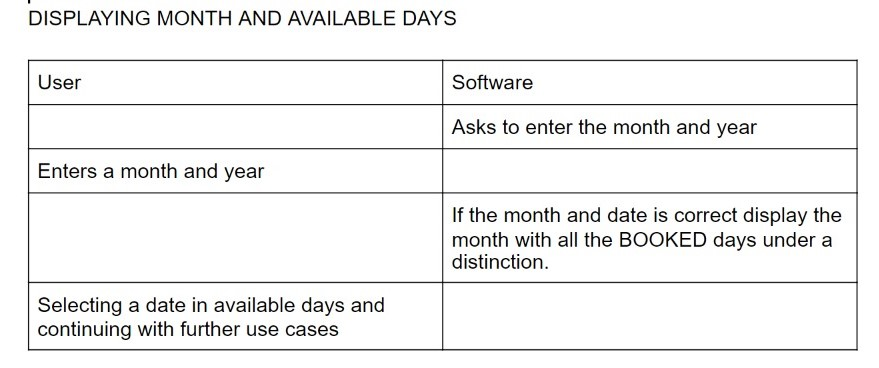 DISPLAYING MONTH AND AVAILABLE DAYS
User
Software
Asks to enter the month and year
Enters a month and year
If the month and date is correct display the
month with all the BOOKED days under a
distinction.
Selecting a date in available days and
continuing with further use cases